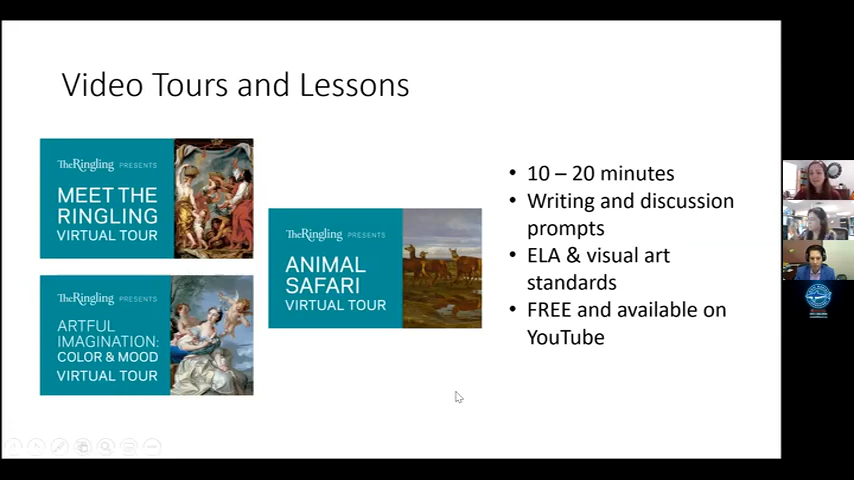 Video Tours and Lessons
TheRingling PRESENTS
MEET THE
RINGLING
VIRTUAL TOUR
TheRingling PRESENTS
ANIMAL
SAFARI
VIRTUAL TOUR
TheRingling PRESENTS
ARTFUL
IMAGINATION:
COLOR & MOOD
VIRTUAL TOUR
• 10 – 20 minutes
• Writing and discussion
prompts
• ELA & visual art
standards
• FREE and available on
YouTube